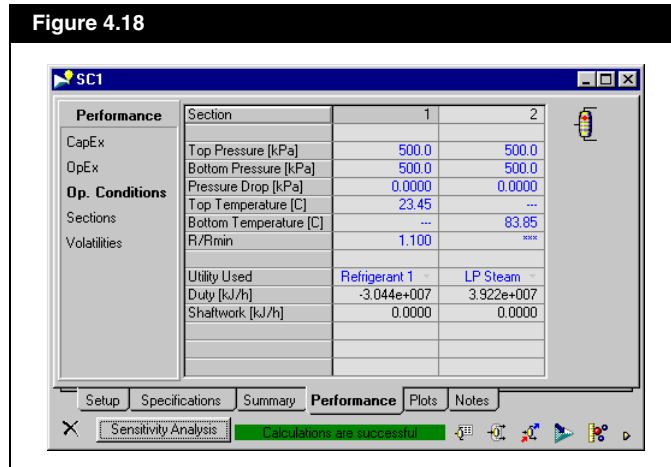 Figure 4.18
SC1
Performance
CapEx
OpEx
Op. Conditions
Sections
Volatilities
Section 1 2
Top Pressure [kPa] 500.0 500.0
Bottom Pressure [kPa] 500.0 500.0
Pressure Drop [kPa] 0.0000 0.0000
Top Temperature [C] 23.45 ---
Bottom Temperature [C] --- 83.85
R/Rmin 1.100 ***
Utility Used Refrigerant 1 LP Steam
Duty [kJ/h] -3.044e+007 3.922e+007
Shaftwork [kJ/h] 0.0000 0.0000
Setup Specifications Summary Performance Plots Notes
Sensitivity Analysis Calculations are successful